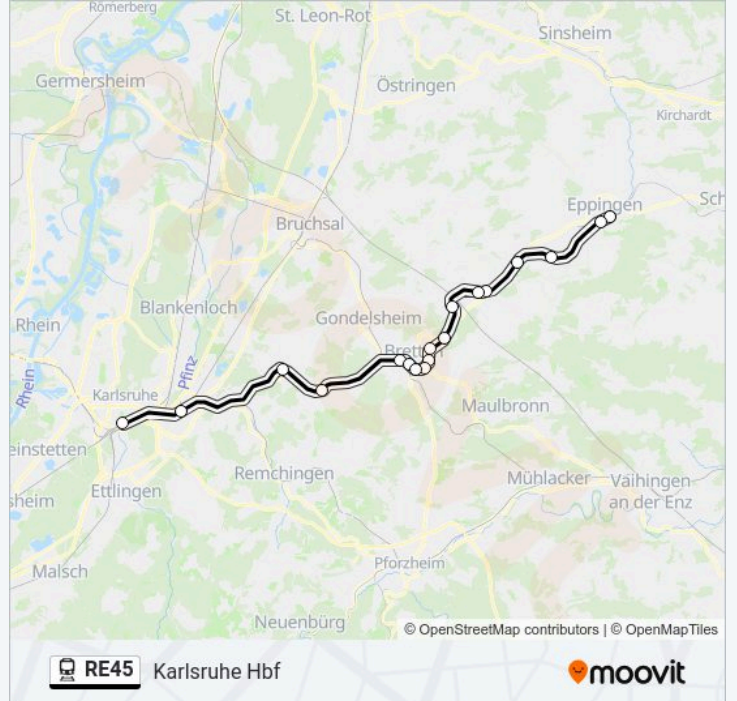 Römerberg
St. Leon-Rot
Sinsheim
Germersheim
Östringen
Kirchardt
Eppingen
Sch
Bruchsal
Blankenloch
Gondelsheim
Rhein
Pfinz
Rhein
Karlsruhe
Maulbronn
einstetten
Remchingen
Mühlacker
Vaihingen
an der Enz
sheim
Ettlingen
Pforzheim
Malsch
Neuenbürg
© OpenStreetMap contributors | © OpenMapTiles
RE45 Karlsruhe Hbf
moovit